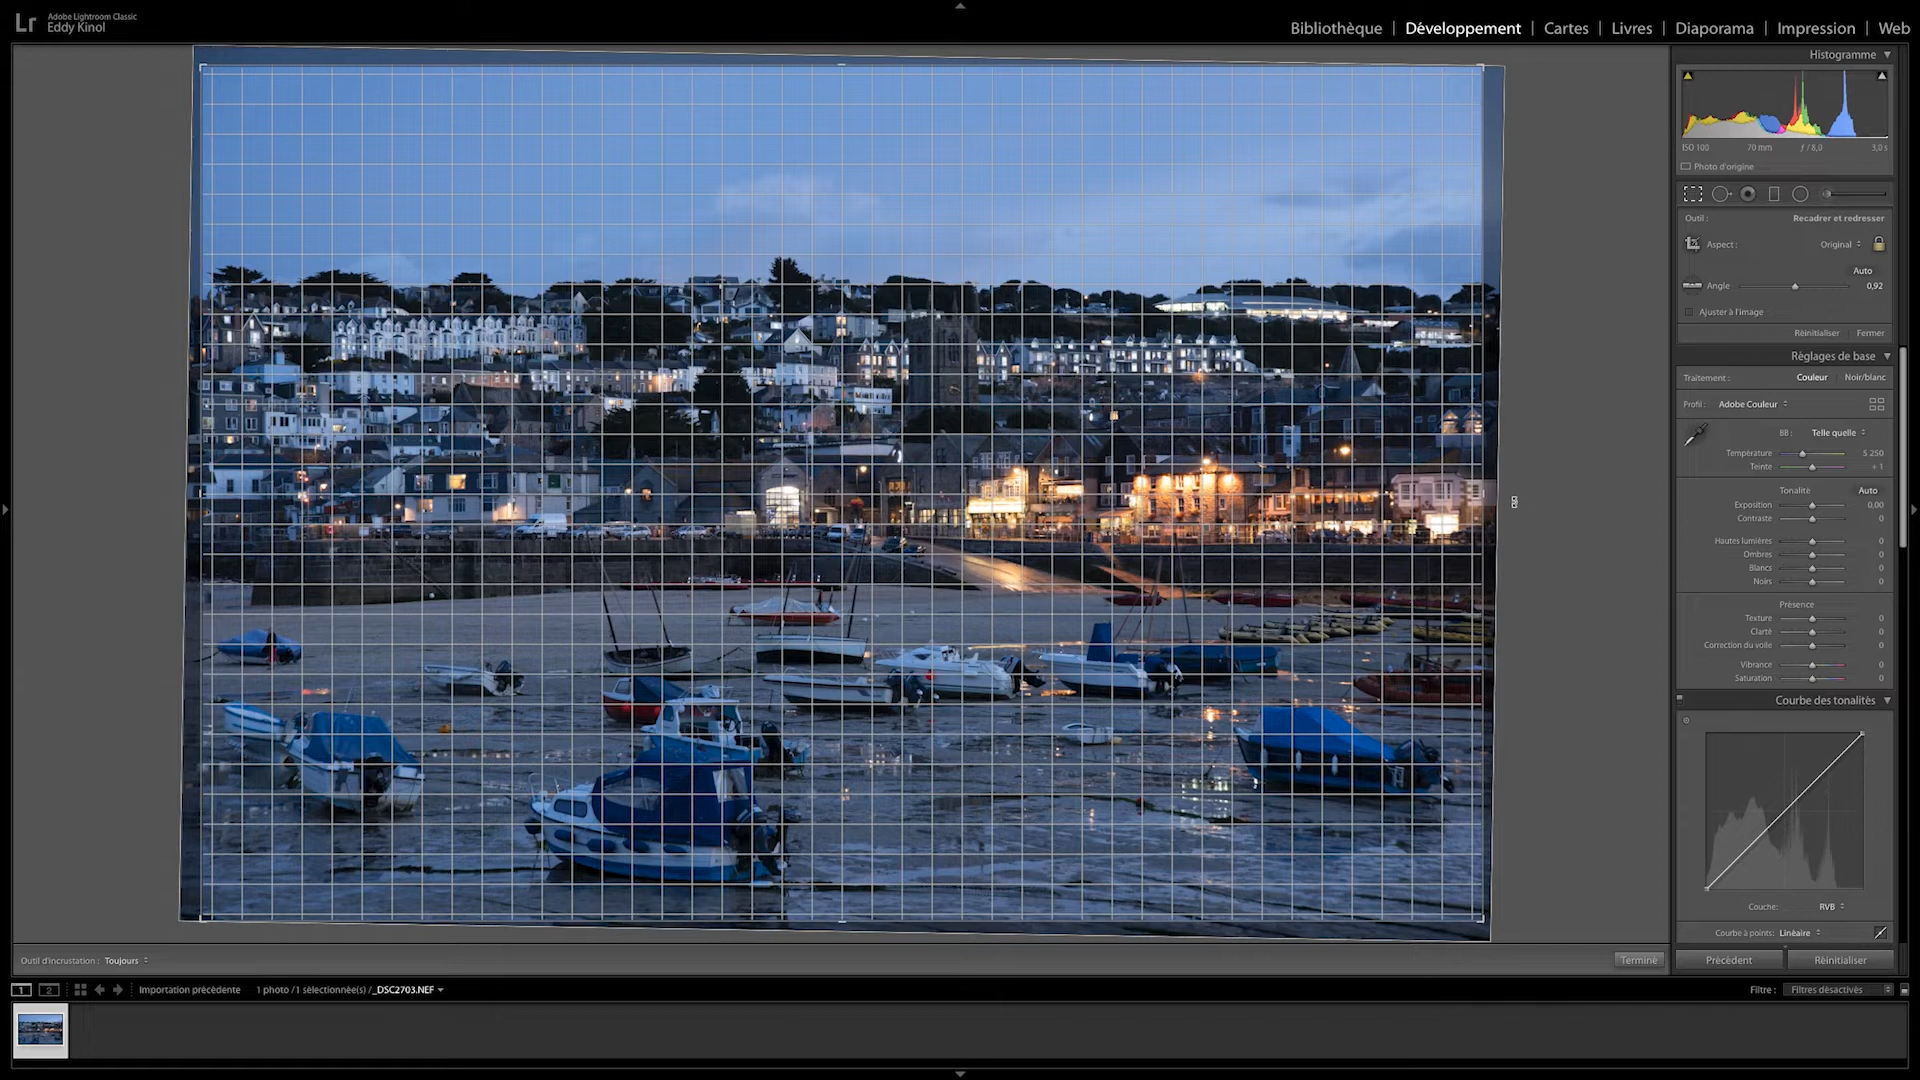 Lr
Adobe Lightroom Classic
Eddy Kinol
Bibliothèque | Développement | Cartes | Livres | Diaporama | Impression | Web
Histogramme
ISO 100 70 mm ƒ / 8,0 3,0 s
Photo d'origine
Outil : Recadrer et redresser
Aspect : Original
Auto
Angle 0,92
Ajuster à l'image
Réinitialiser Fermer
Réglages de base
Traitement : Couleur Noir/blanc
Profil : Adobe Couleur
BB : Telle quelle
Température 5 250
Teinte + 1
Tonalité Auto
Exposition 0,00
Contraste 0
Hautes lumières 0
Ombres 0
Blancs 0
Noirs 0
Présence
Texture 0
Clarté 0
Correction du voile 0
Vibrance 0
Saturation 0
Courbe des tonalités
Couche: RVB
Courbe à points: Linéaire
Outil d'incrustation : Toujours
Terminé
Précédent Réinitialiser
1 2 Importation précédente 1 photo /1 sélectionnée(s) /_DSC2703.NEF
Filtre : Filtres désactivés